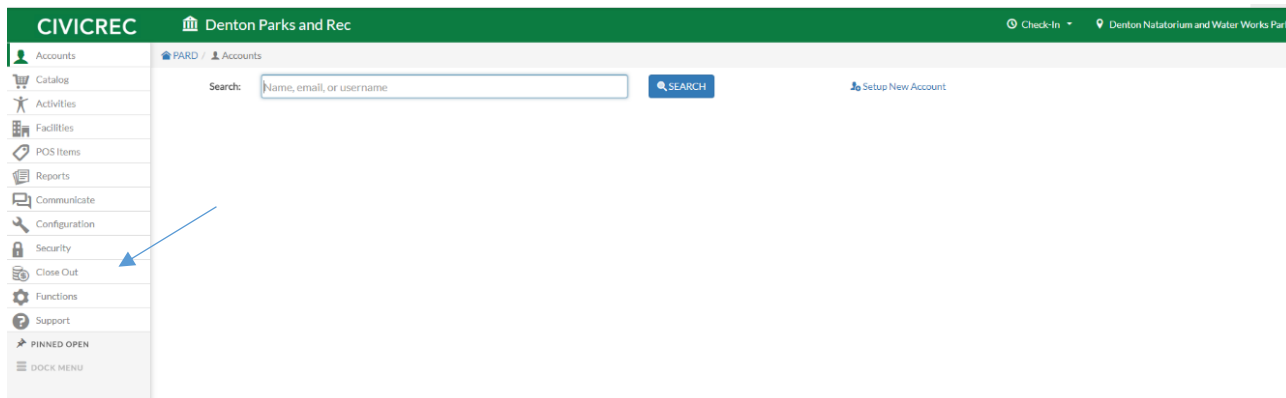 CIVICREC
Denton Parks and Rec
Check-In
Denton Natatorium and Water Works Par
Accounts
Catalog
Activities
Facilities
POS Items
Reports
Communicate
Configuration
Security
Close Out
Functions
Support
PINNED OPEN
DOCK MENU
PARD / Accounts
Search:
Name, email, or username
SEARCH
Setup New Account